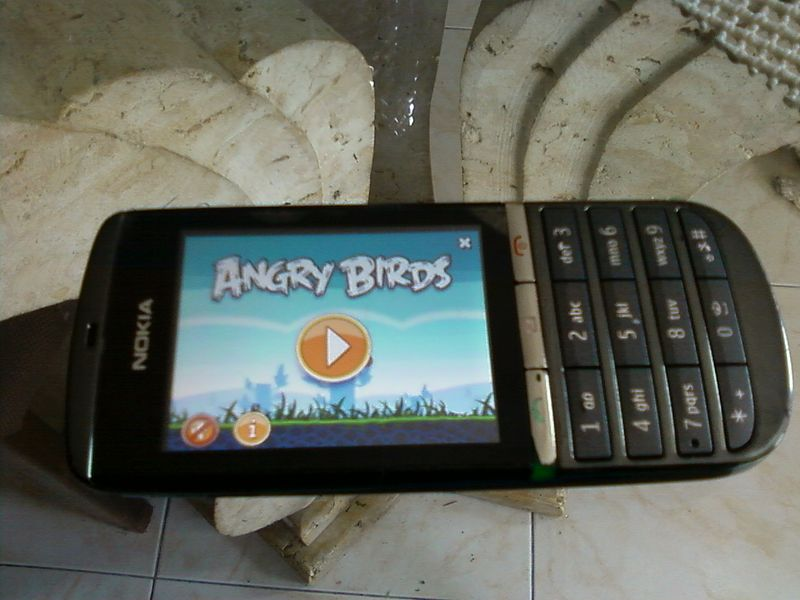 NOKIA
ANGRY BIRDS
i
1
2 abc
3 def
4 ghi
5 jkl
6 mno
7 pqrs
8 tuv
9 wxyz
* +
0
#